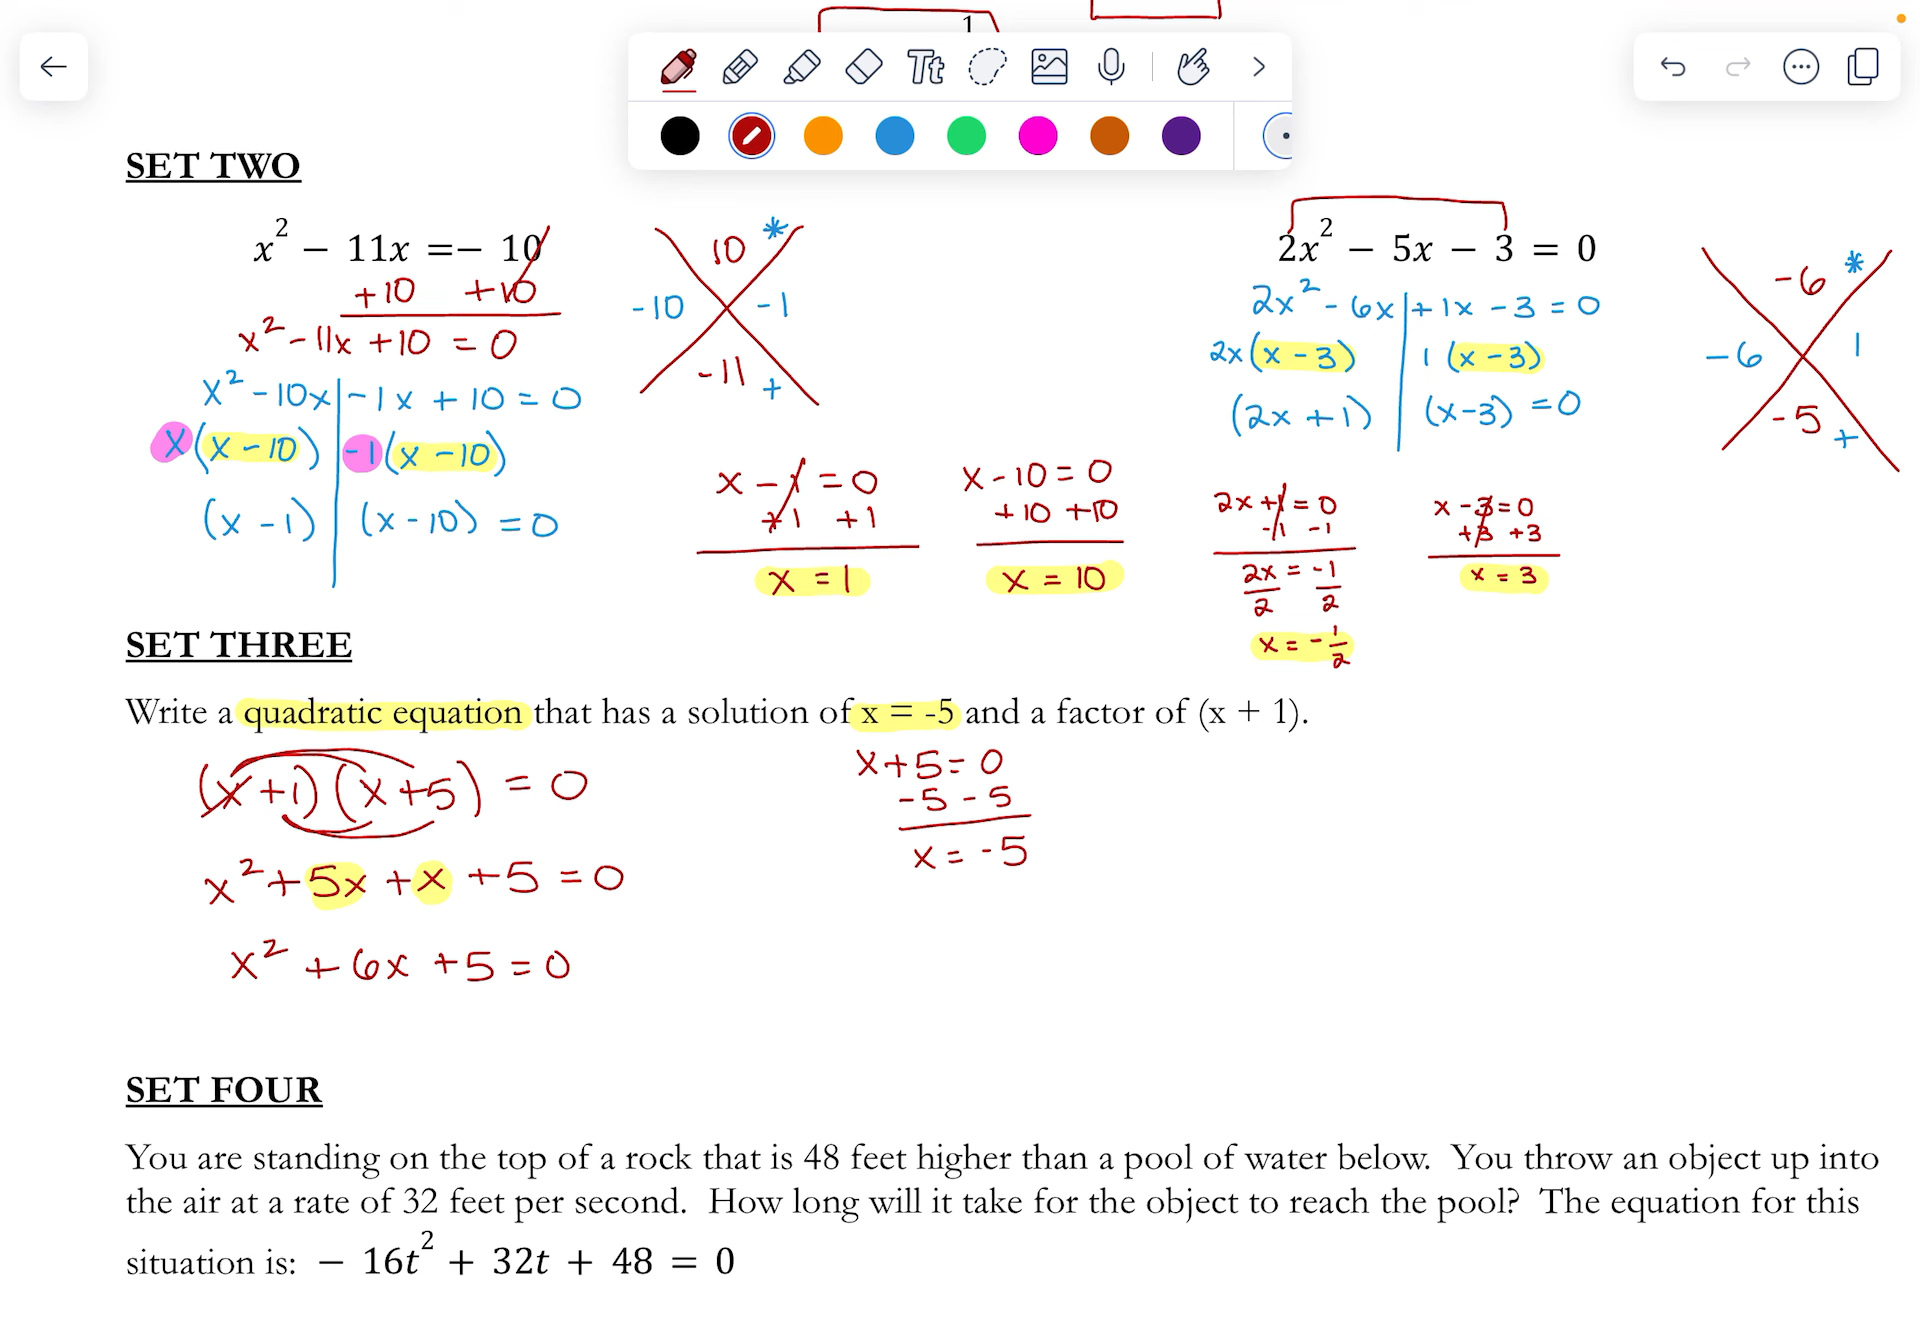 1
Tt
SET TWO
x² − 11x = − 10
+10 +10
x² - 11x + 10 = 0
x² - 10x | - 1x + 10 = 0
x(x - 10) | -1(x - 10)
(x - 1) | (x - 10) = 0
10 *
-10 -1
-11 +
x - 1 = 0
+1 +1
x = 1
x - 10 = 0
+10 +10
x = 10
2x² − 5x − 3 = 0
2x² - 6x | + 1x - 3 = 0
2x(x - 3) | 1(x - 3)
(2x + 1) | (x - 3) = 0
-6 *
-6 1
-5 +
2x + 1 = 0
-1 -1
2x = -1
2 2
x = -1/2
x - 3 = 0
+3 +3
x = 3
SET THREE
Write a quadratic equation that has a solution of x = -5 and a factor of (x + 1).
(x + 1)(x + 5) = 0
x² + 5x + x + 5 = 0
x² + 6x + 5 = 0
x + 5 = 0
-5 -5
x = -5
SET FOUR
You are standing on the top of a rock that is 48 feet higher than a pool of water below. You throw an object up into
the air at a rate of 32 feet per second. How long will it take for the object to reach the pool? The equation for this
situation is: − 16t² + 32t + 48 = 0